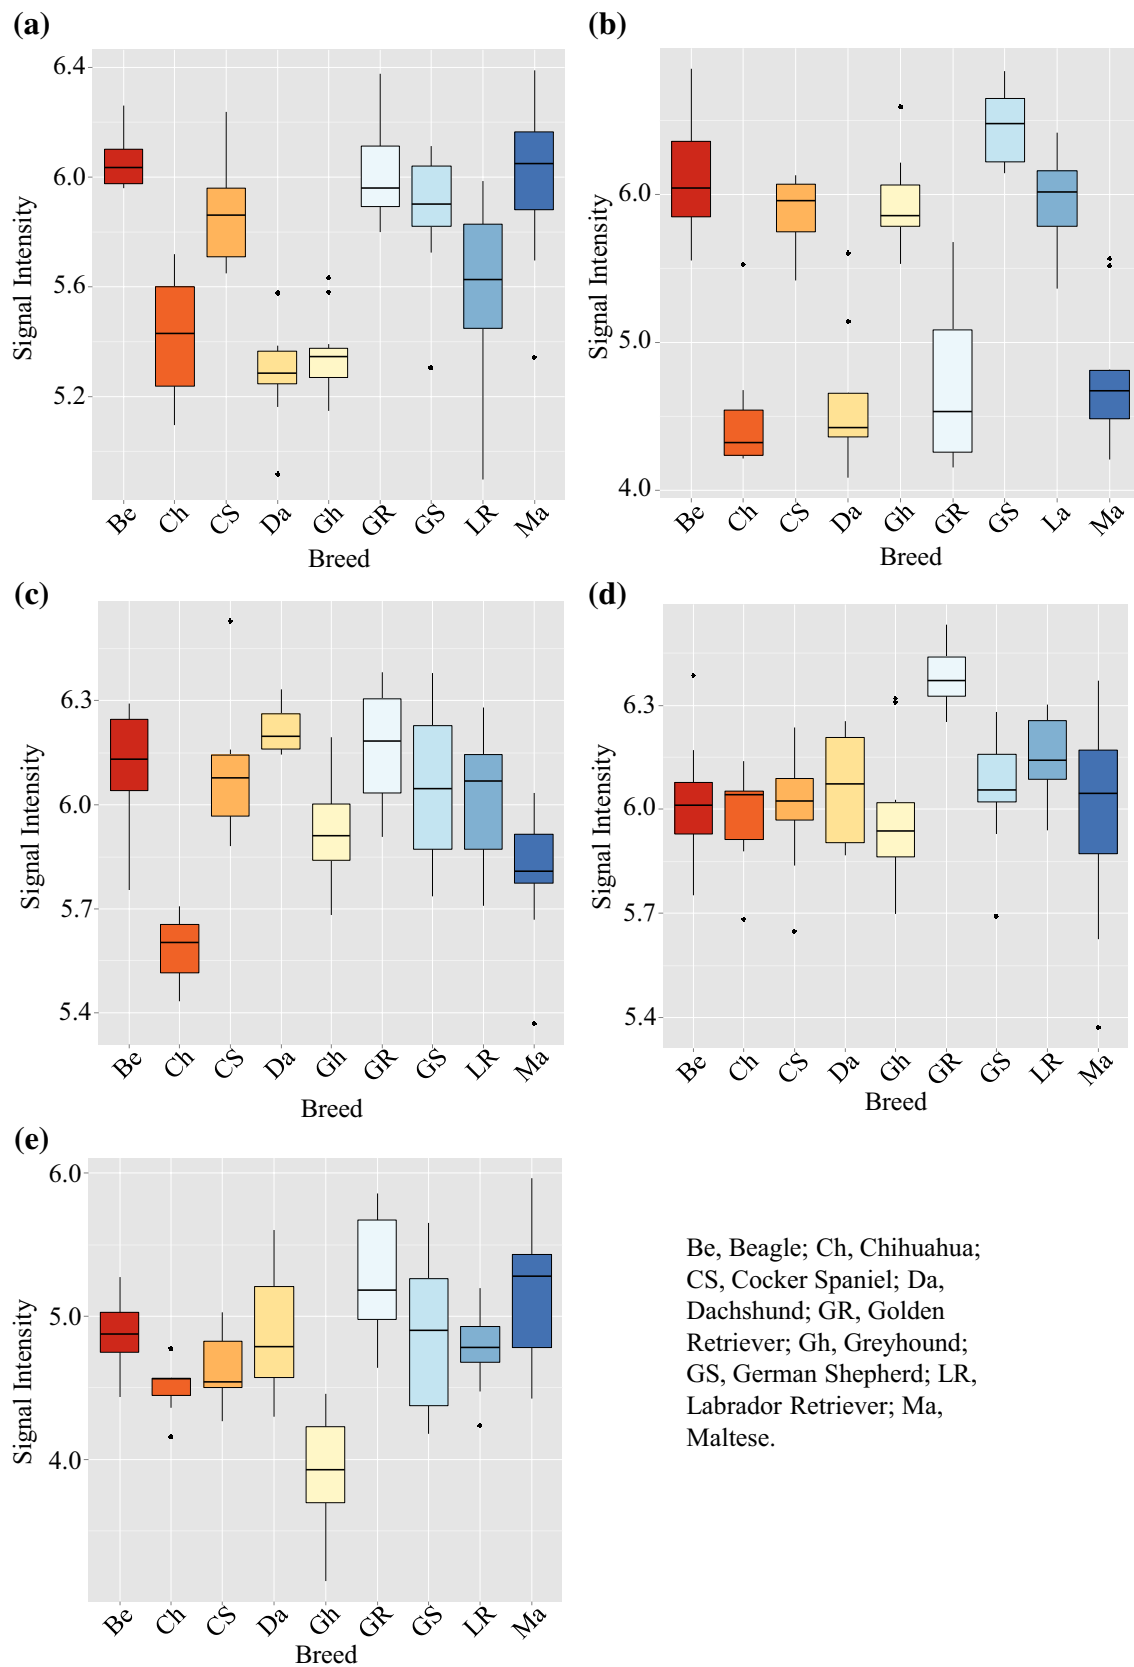 (a)
6.4
6.0
5.6
5.2
Signal Intensity
Be Ch CS Da Gh GR GS LR Ma
Breed
(b)
6.0
5.0
4.0
Signal Intensity
Be Ch CS Da Gh GR GS La Ma
Breed
(c)
6.3
6.0
5.7
5.4
Signal Intensity
Be Ch CS Da Gh GR GS LR Ma
Breed
(d)
6.3
6.0
5.7
5.4
Signal Intensity
Be Ch CS Da Gh GR GS LR Ma
Breed
(e)
6.0
5.0
4.0
Signal Intensity
Be Ch CS Da Gh GR GS LR Ma
Breed
Be, Beagle; Ch, Chihuahua;
CS, Cocker Spaniel; Da,
Dachshund; GR, Golden
Retriever; Gh, Greyhound;
GS, German Shepherd; LR,
Labrador Retriever; Ma,
Maltese.